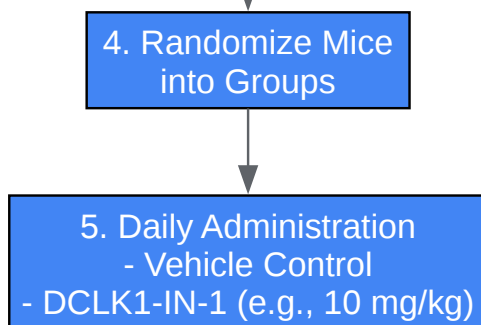 4. Randomize Mice
into Groups
5. Daily Administration
- Vehicle Control
- DCLK1-IN-1 (e.g., 10 mg/kg)